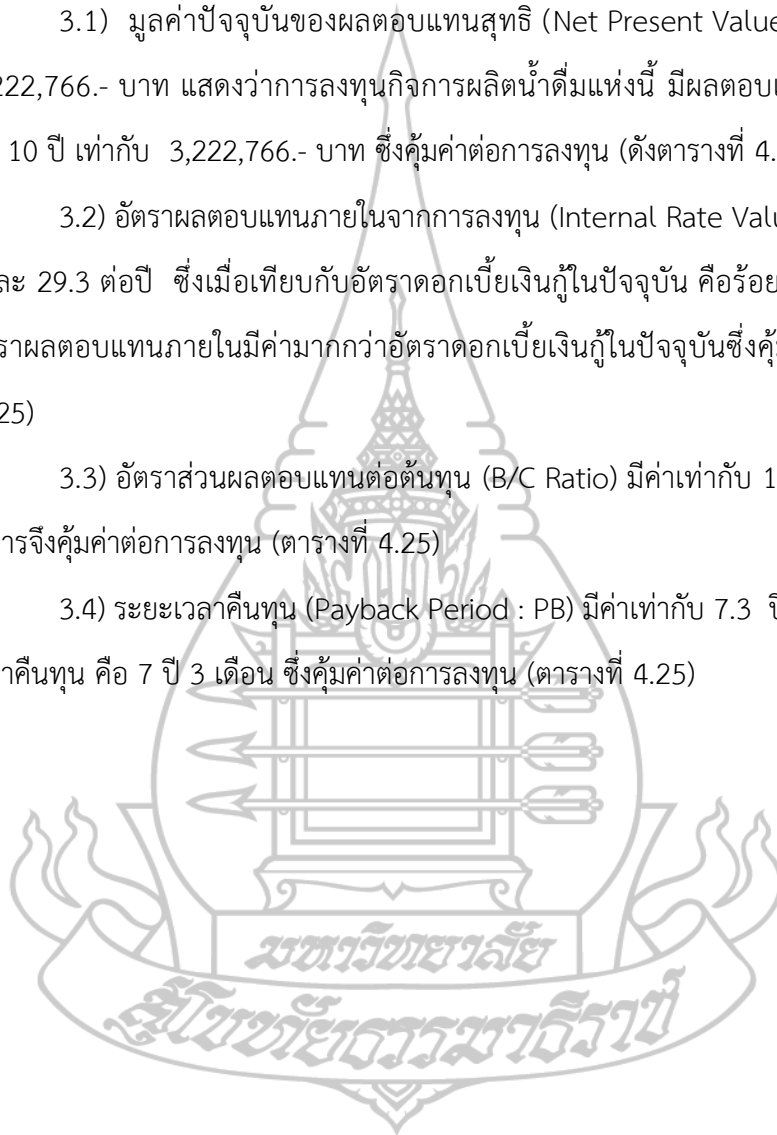 3.1) มูลค่าปัจจุบันของผลตอบแทนสุทธิ (Net Present Value
222,766.- บาท แสดงว่าการลงทุนกิจการผลิตน้ำดื่มแห่งนี้ มีผลตอบ
10 ปี เท่ากับ 3,222,766.- บาท ซึ่งคุ้มค่าต่อการลงทุน (ดังตารางที่ 4.
3.2) อัตราผลตอบแทนภายในจากการลงทุน (Internal Rate Valu
ละ 29.3 ต่อปี ซึ่งเมื่อเทียบกับอัตราดอกเบี้ยเงินกู้ในปัจจุบัน คือร้อย
ราผลตอบแทนภายในมีค่ามากกว่าอัตราดอกเบี้ยเงินกู้ในปัจจุบันซึ่งคุ้
25)
3.3) อัตราส่วนผลตอบแทนต่อต้นทุน (B/C Ratio) มีค่าเท่ากับ 1
การจึงคุ้มค่าต่อการลงทุน (ตารางที่ 4.25)
3.4) ระยะเวลาคืนทุน (Payback Period : PB) มีค่าเท่ากับ 7.3 ปี
าคืนทุน คือ 7 ปี 3 เดือน ซึ่งคุ้มค่าต่อการลงทุน (ตารางที่ 4.25)
มหาวิทยาลัย
สุโขทัยธรรมาธิราช